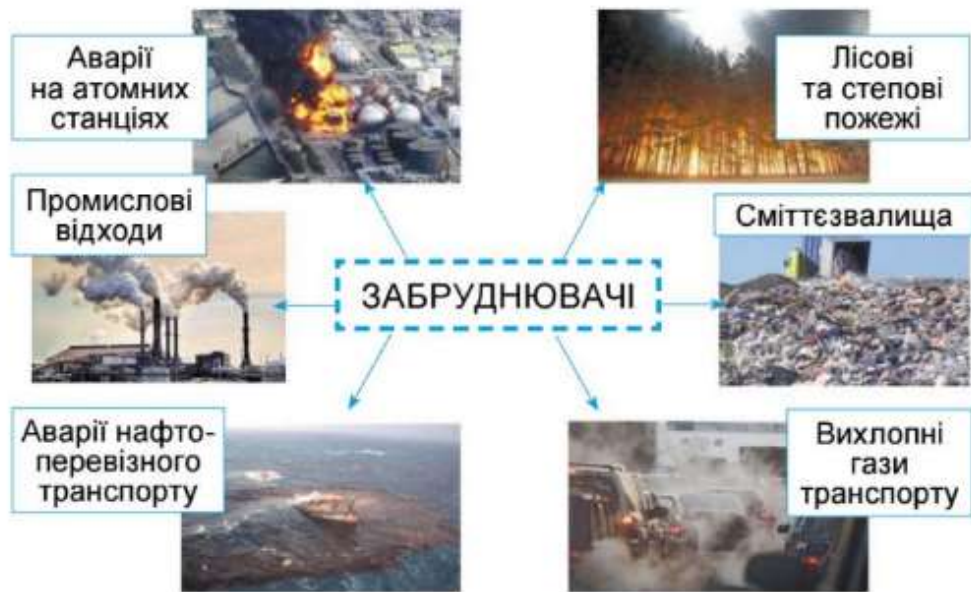 Аварії
на атомних
станціях
Лісові
та степові
пожежі
Промислові
відходи
Сміттєзвалища
ЗАБРУДНЮВАЧІ
Аварії нафто-
перевізного
транспорту
Вихлопні
гази
транспорту